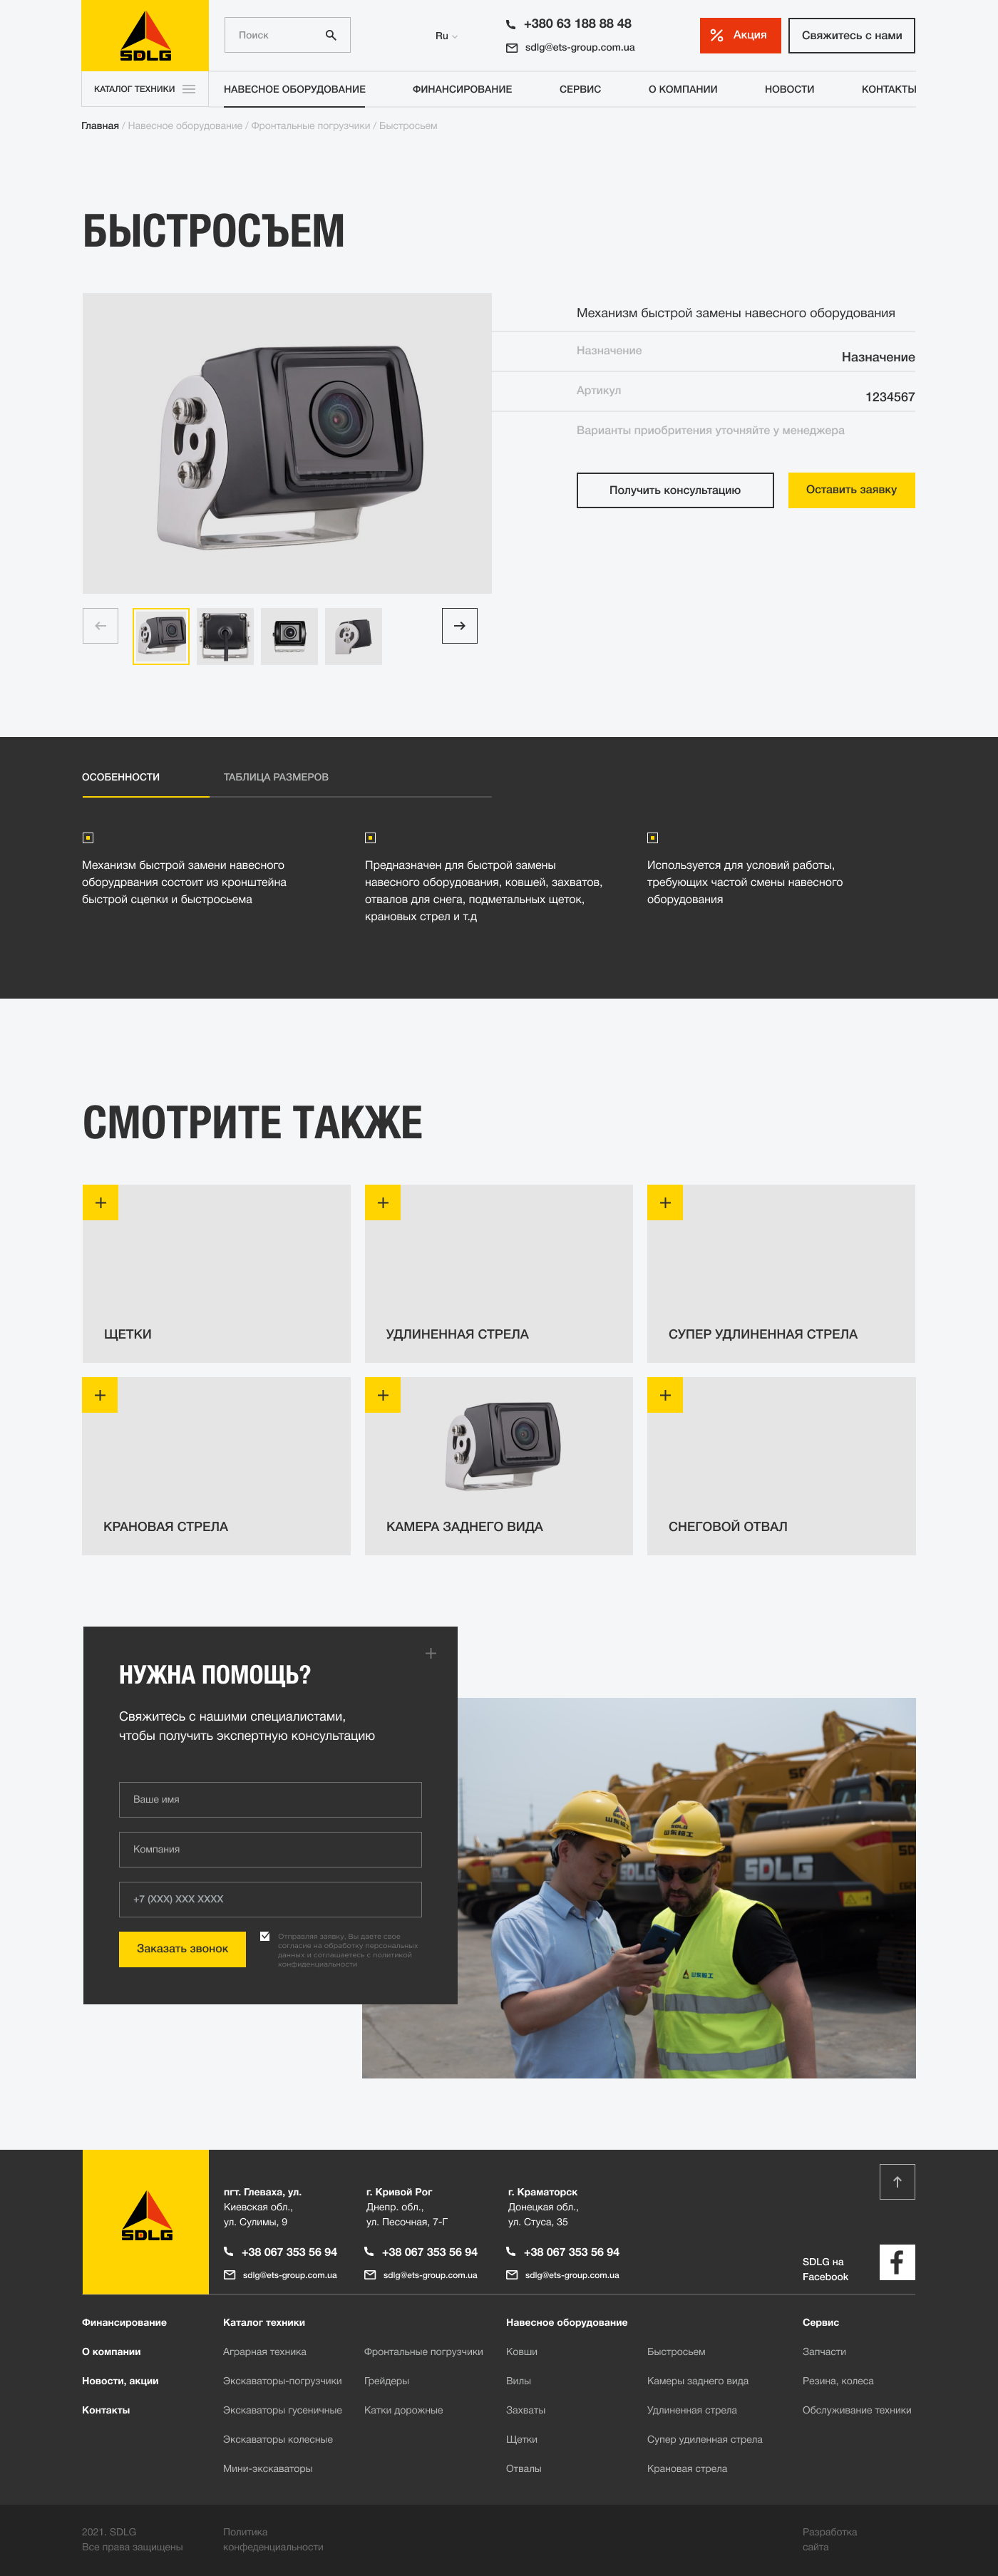 SDLG
Поиск
Ru
+380 63 188 88 48
sdlg@ets-group.com.ua
Акция
Свяжитесь с нами
КАТАЛОГ ТЕХНИКИ
НАВЕСНОЕ ОБОРУДОВАНИЕ
ФИНАНСИРОВАНИЕ
СЕРВИС
О КОМПАНИИ
НОВОСТИ
КОНТАКТЫ
Главная / Навесное оборудование / Фронтальные погрузчики / Быстросьем
БЫСТРОСЪЕМ
Механизм быстрой замены навесного оборудования
Назначение
Назначение
Артикул
1234567
Варианты приобритения уточняйте у менеджера
Получить консультацию
Оставить заявку
ОСОБЕННОСТИ
ТАБЛИЦА РАЗМЕРОВ
Механизм быстрой замени навесного
оборудрвания состоит из кронштейна
быстрой сцепки и быстросьема
Предназначен для быстрой замены
навесного оборудования, ковшей, захватов,
отвалов для снега, подметальных щеток,
крановых стрел и т.д
Используется для условий работы,
требующих частой смены навесного
оборудования
СМОТРИТЕ ТАКЖЕ
ЩЕТКИ
УДЛИНЕННАЯ СТРЕЛА
СУПЕР УДЛИНЕННАЯ СТРЕЛА
КРАНОВАЯ СТРЕЛА
КАМЕРА ЗАДНЕГО ВИДА
СНЕГОВОЙ ОТВАЛ
НУЖНА ПОМОЩЬ?
Свяжитесь с нашими специалистами,
чтобы получить экспертную консультацию
Ваше имя
Компания
+7 (XXX) XXX XXXX
Заказать звонок
Отправляя заявку, Вы даете свое
согласие на обработку персональных
данных и соглашаетесь с политикой
конфиденциальности
SDLG
SDLG
SDLG
SDLG
пгт. Глеваха, ул.
Киевская обл.,
ул. Сулимы, 9
+38 067 353 56 94
sdlg@ets-group.com.ua
г. Кривой Рог
Днепр. обл.,
ул. Песочная, 7-Г
+38 067 353 56 94
sdlg@ets-group.com.ua
г. Краматорск
Донецкая обл.,
ул. Стуса, 35
+38 067 353 56 94
sdlg@ets-group.com.ua
SDLG на
Facebook
Финансирование
О компании
Новости, акции
Контакты
Каталог техники
Аграрная техника
Экскаваторы-погрузчики
Экскаваторы гусеничные
Экскаваторы колесные
Мини-экскаваторы
Фронтальные погрузчики
Грейдеры
Катки дорожные
Навесное оборудование
Ковши
Вилы
Захваты
Щетки
Отвалы
Быстросьем
Камеры заднего вида
Удлиненная стрела
Супер удиленная стрела
Крановая стрела
Сервис
Запчасти
Резина, колеса
Обслуживание техники
2021. SDLG
Все права защищены
Политика
конфеденциальности
Разработка
сайта